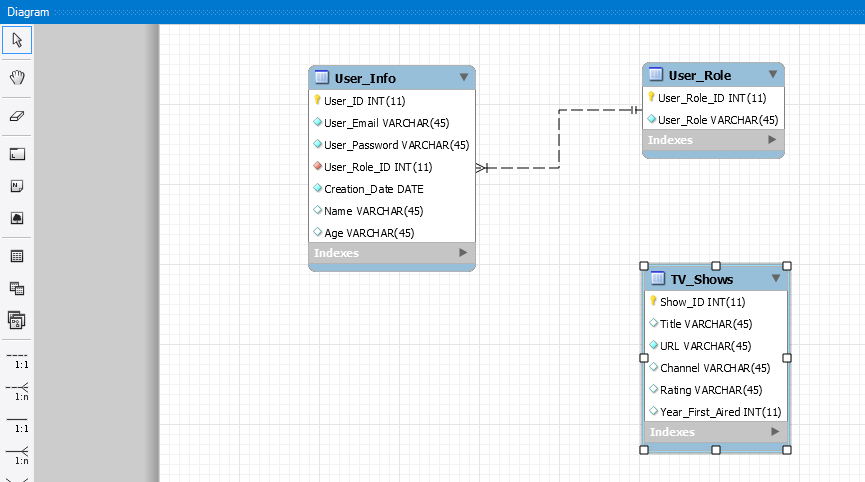 Diagram
User_Info
User_ID INT(11)
User_Email VARCHAR(45)
User_Password VARCHAR(45)
User_Role_ID INT(11)
Creation_Date DATE
Name VARCHAR(45)
Age VARCHAR(45)
Indexes
User_Role
User_Role_ID INT(11)
User_Role VARCHAR(45)
Indexes
TV_Shows
Show_ID INT(11)
Title VARCHAR(45)
URL VARCHAR(45)
Channel VARCHAR(45)
Rating VARCHAR(45)
Year_First_Aired INT(11)
Indexes
1:1
1:n
1:1
1:n